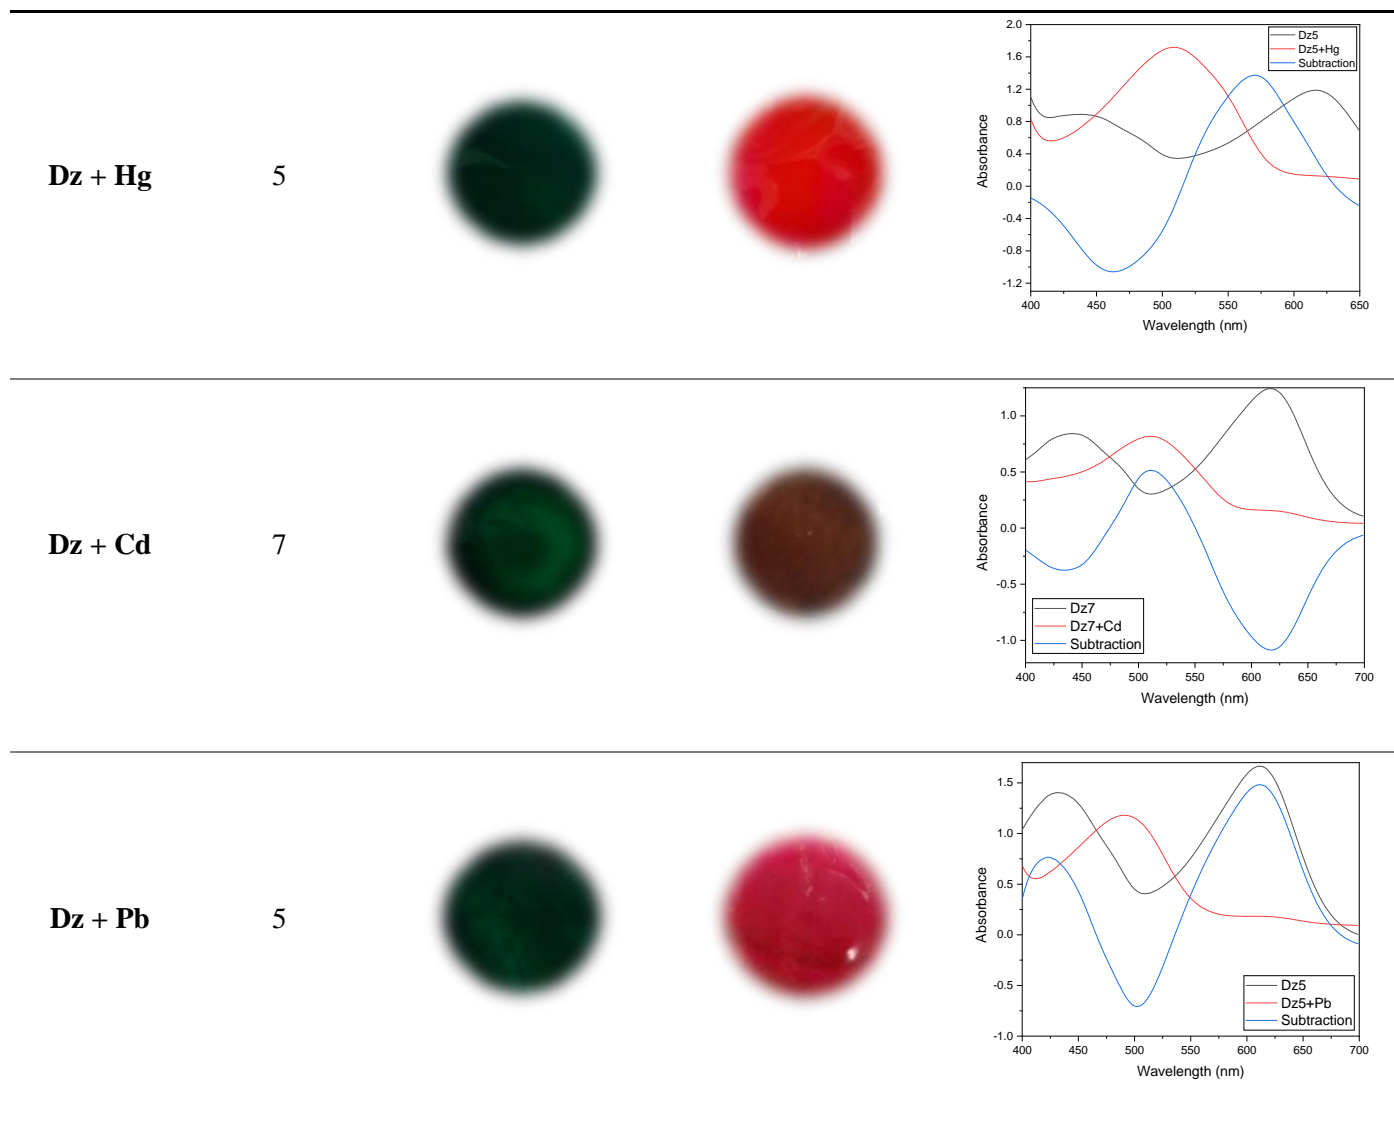 Dz + Hg
5
2.0
1.6
1.2
0.8
0.4
0.0
-0.4
-0.8
-1.2
Absorbance
Dz5
Dz5+Hg
Subtraction
400 450 500 550 600 650
Wavelength (nm)
Dz + Cd
7
1.0
0.5
0.0
-0.5
-1.0
Absorbance
Dz7
Dz7+Cd
Subtraction
400 450 500 550 600 650 700
Wavelength (nm)
Dz + Pb
5
1.5
1.0
0.5
0.0
-0.5
-1.0
Absorbance
Dz5
Dz5+Pb
Subtraction
400 450 500 550 600 650 700
Wavelength (nm)